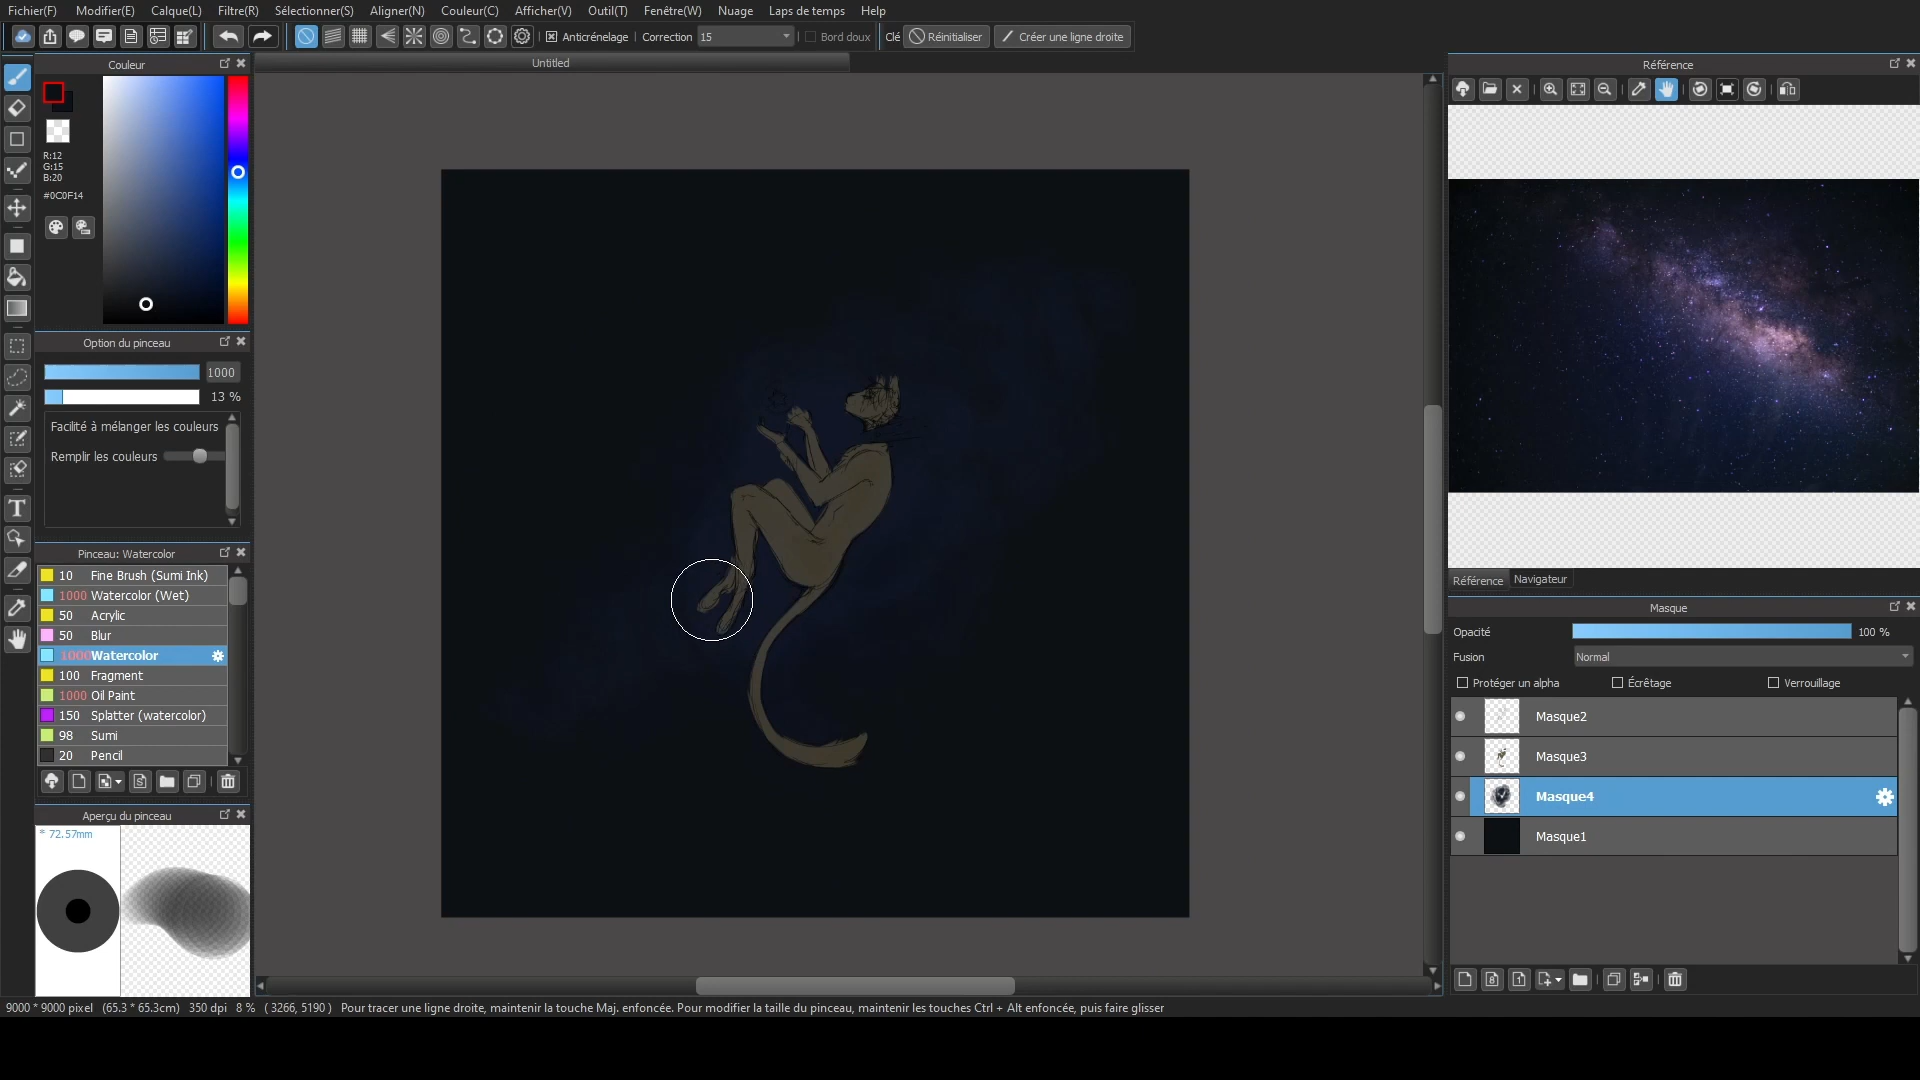 Fichier(F) Modifier(E) Calque(L) Filtre(R) Sélectionner(S) Aligner(N) Couleur(C) Afficher(V) Outil(T) Fenêtre(W) Nuage Laps de temps Help
Anticrénelage Correction 15 Bord doux Clé Réinitialiser Créer une ligne droite
Couleur
Untitled
Référence
R:12
G:15
B:20
#0C0F14
Option du pinceau
1000
13 %
Facilité à mélanger les couleurs
Remplir les couleurs
Pinceau: Watercolor
10 Fine Brush (Sumi Ink)
1000 Watercolor (Wet)
50 Acrylic
50 Blur
1000 Watercolor
100 Fragment
1000 Oil Paint
150 Splatter (watercolor)
98 Sumi
20 Pencil
Aperçu du pinceau
* 72.57mm
Référence Navigateur
Masque
Opacité 100 %
Fusion Normal
Protéger un alpha Écrêtage Verrouillage
Masque2
Masque3
Masque4
Masque1
9000 * 9000 pixel (65.3 * 65.3cm) 350 dpi 8 % ( 3266, 5190 ) Pour tracer une ligne droite, maintenir la touche Maj. enfoncée. Pour modifier la taille du pinceau, maintenir les touches Ctrl + Alt enfoncée, puis faire glisser